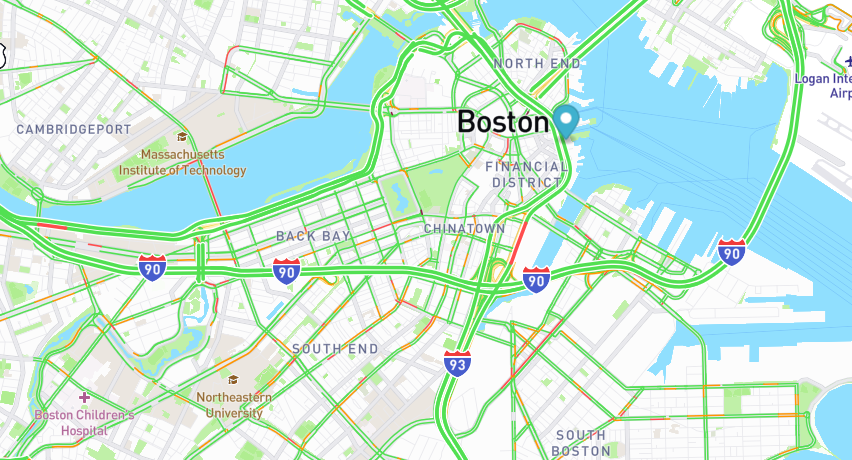 NORTH END
Logan Inte
Airp
Boston
CAMBRIDGEPORT
Massachusetts
Institute of Technology
FINANCIAL
DISTRICT
CHINATOWN
BACK BAY
90
90
90
90
SOUTH END
93
Northeastern
University
Boston Children's
Hospital
SOUTH
BOSTON